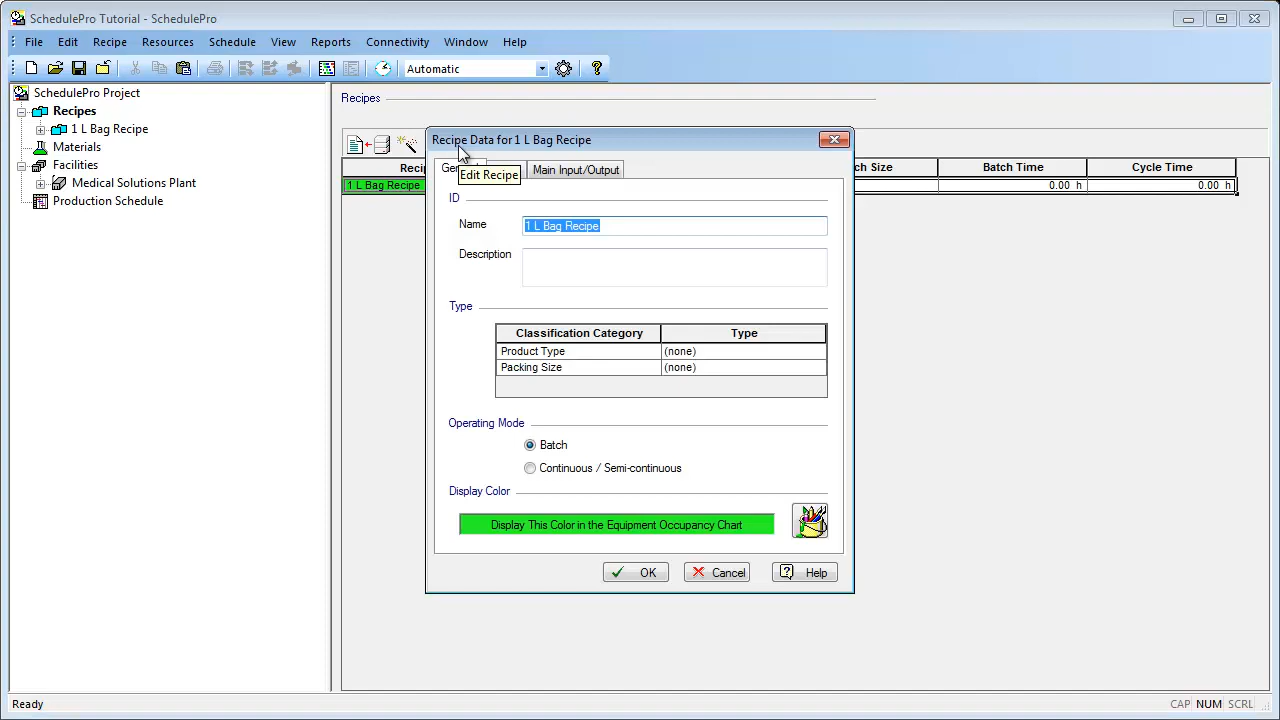 SchedulePro Tutorial - SchedulePro
File Edit Recipe Resources Schedule View Reports Connectivity Window Help
Automatic
SchedulePro Project
Recipes
1 L Bag Recipe
Materials
Facilities
Medical Solutions Plant
Production Schedule
Recipes
Batch Time Cycle Time
1 L Bag Recipe 0.00 h 0.00 h
Recipe Data for 1 L Bag Recipe
Main Input/Output
Edit Recipe
ID
Name 1 L Bag Recipe
Description
Type
Classification Category Type
Product Type (none)
Packing Size (none)
Operating Mode
Batch
Continuous / Semi-continuous
Display Color
Display This Color in the Equipment Occupancy Chart
OK Cancel Help
Ready CAP NUM SCRL